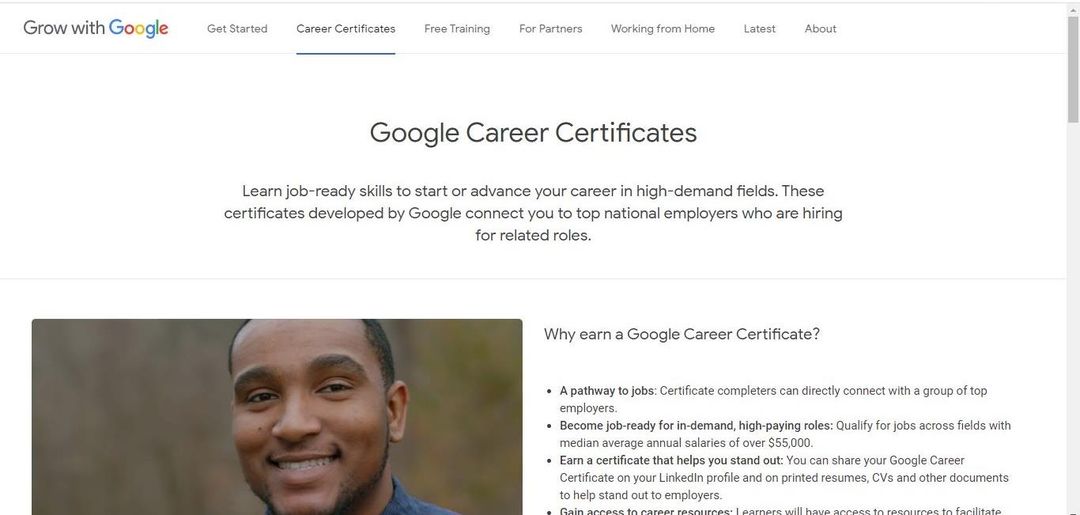 Grow with Google Get Started Career Certificates Free Training For Partners Working from Home Latest About
Google Career Certificates
Learn job-ready skills to start or advance your career in high-demand fields. These
certificates developed by Google connect you to top national employers who are hiring
for related roles.
Why earn a Google Career Certificate?
• A pathway to jobs: Certificate completers can directly connect with a group of top
employers.
• Become job-ready for in-demand, high-paying roles: Qualify for jobs across fields with
median average annual salaries of over $55,000.
• Earn a certificate that helps you stand out: You can share your Google Career
Certificate on your LinkedIn profile and on printed resumes, CVs and other documents
to help stand out to employers.
• Gain access to career resources: Learners will have access to resources to facilitate